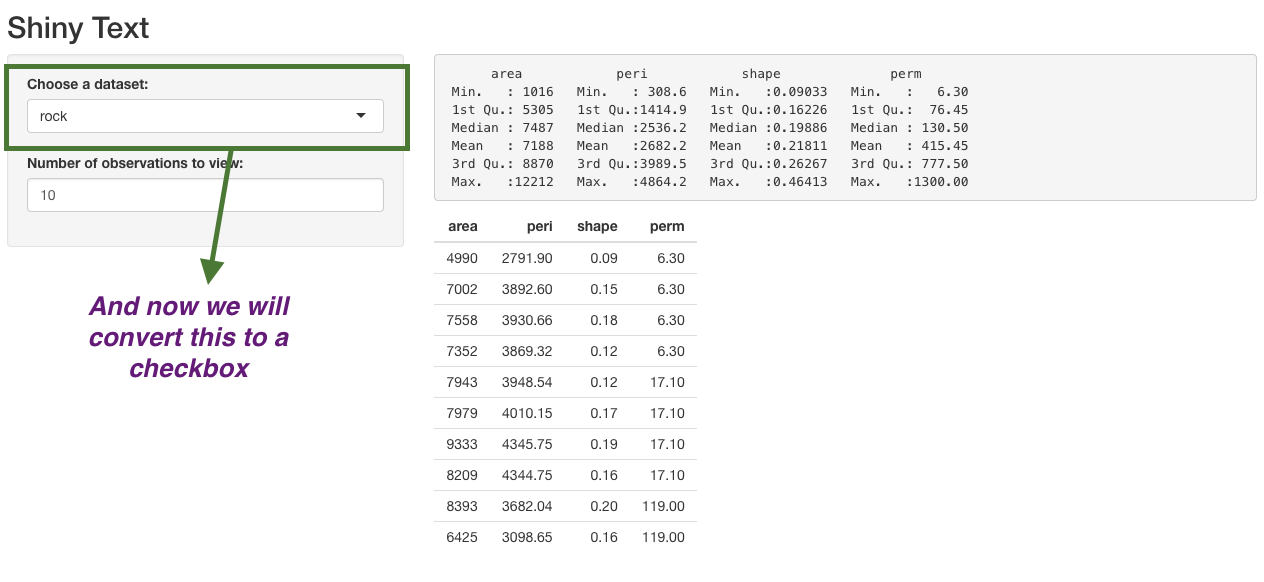 Shiny Text
Choose a dataset:
rock
Number of observations to view:
10
And now we will
convert this to a
checkbox
area peri shape perm
Min. : 1016 Min. : 308.6 Min. :0.09033 Min. : 6.30
1st Qu.: 5305 1st Qu.:1414.9 1st Qu.:0.16226 1st Qu.: 76.45
Median : 7487 Median :2536.2 Median :0.19886 Median : 130.50
Mean : 7188 Mean :2682.2 Mean :0.21811 Mean : 415.45
3rd Qu.: 8870 3rd Qu.:3989.5 3rd Qu.:0.26267 3rd Qu.: 777.50
Max. :12212 Max. :4864.2 Max. :0.46413 Max. :1300.00
area peri shape perm
4990 2791.90 0.09 6.30
7002 3892.60 0.15 6.30
7558 3930.66 0.18 6.30
7352 3869.32 0.12 6.30
7943 3948.54 0.12 17.10
7979 4010.15 0.17 17.10
9333 4345.75 0.19 17.10
8209 4344.75 0.16 17.10
8393 3682.04 0.20 119.00
6425 3098.65 0.16 119.00